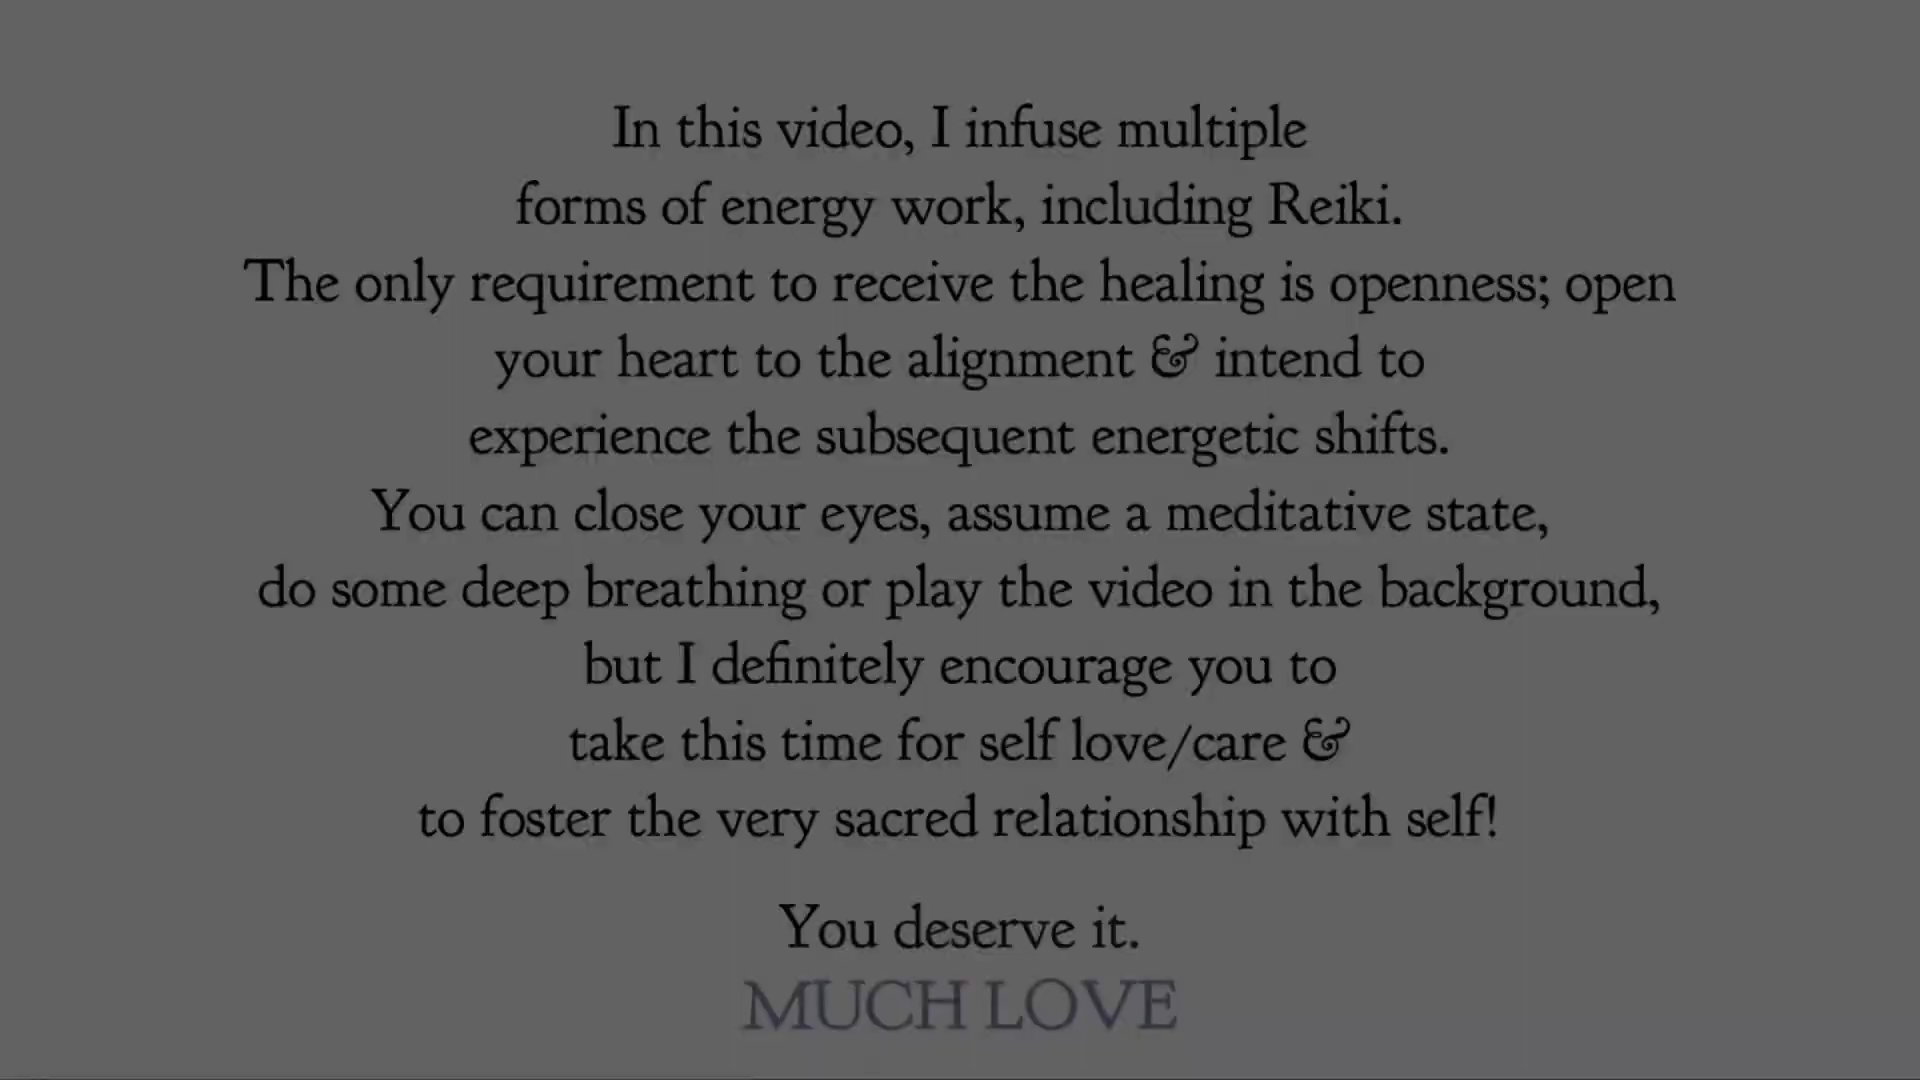 In this video, I infuse multiple
forms of energy work, including Reiki.
The only requirement to receive the healing is openness; open
your heart to the alignment & intend to
experience the subsequent energetic shifts.
You can close your eyes, assume a meditative state,
do some deep breathing or play the video in the background,
but I definitely encourage you to
take this time for self love/care &
to foster the very sacred relationship with self!
You deserve it.
MUCH LOVE